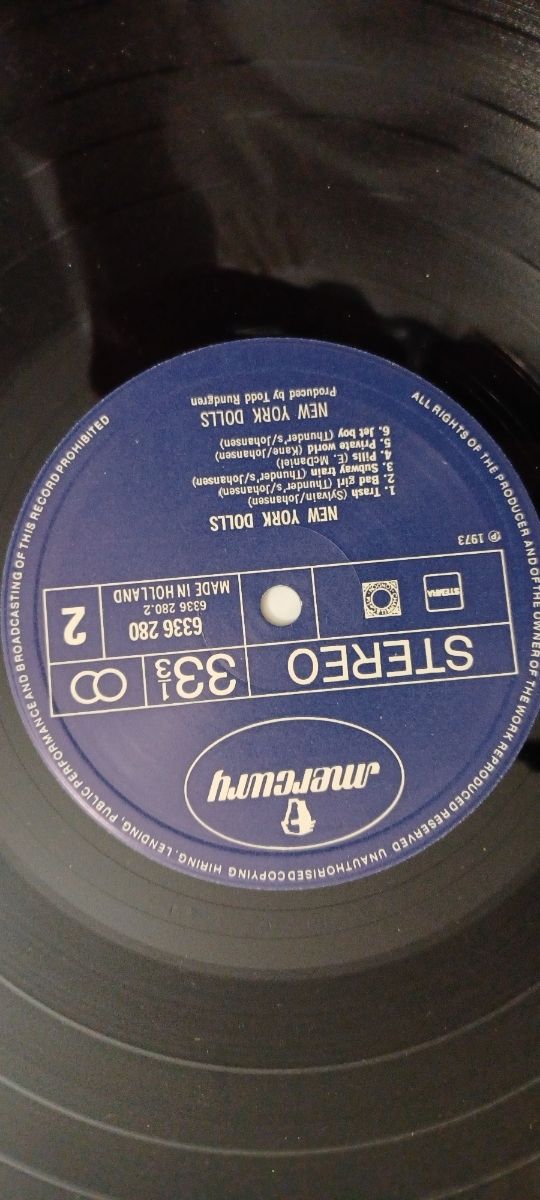 mercury
STEREO
33 1/3
STEMRA
6336 280
6336 280.2
MADE IN HOLLAND
2
℗ 1973
NEW YORK DOLLS
1. Trash (Sylvain/Johansen)
2. Bad girl (Thunder's/Johansen)
3. Subway train (Thunder's/Johansen)
4. Pills (E. McDaniel)
5. Private world (Kane/Johansen)
6. Jet boy (Thunder's/Johansen)
NEW YORK DOLLS
Produced by Todd Rundgren
ALL RIGHTS OF THE PRODUCER AND OF THE OWNER OF THE WORK REPRODUCED RESERVED UNAUTHORISED COPYING, HIRING, LENDING, PUBLIC PERFORMANCE AND BROADCASTING OF THIS RECORD PROHIBITED